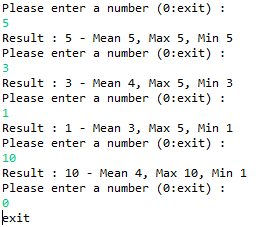 Please enter a number (0:exit) :
5
Result : 5 - Mean 5, Max 5, Min 5
Please enter a number (0:exit) :
3
Result : 3 - Mean 4, Max 5, Min 3
Please enter a number (0:exit) :
1
Result : 1 - Mean 3, Max 5, Min 1
Please enter a number (0:exit) :
10
Result : 10 - Mean 4, Max 10, Min 1
Please enter a number (0:exit) :
0
exit